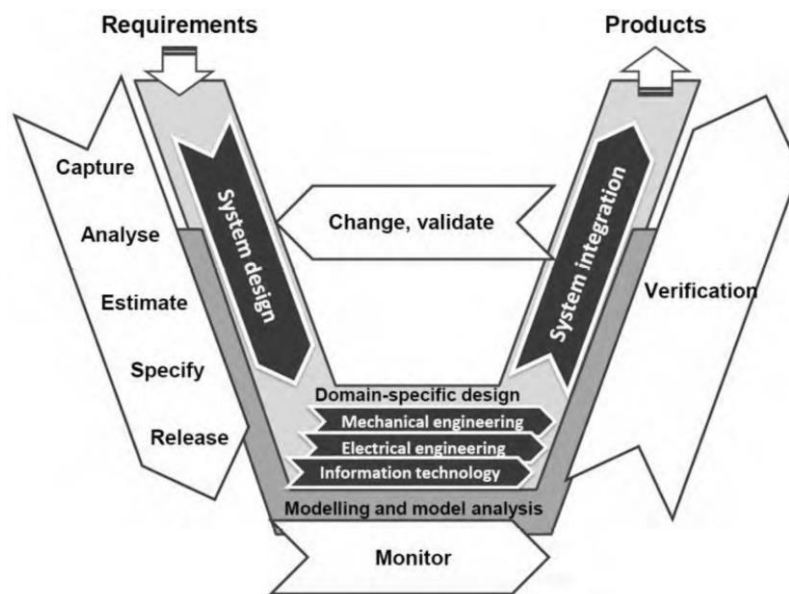 Requirements
Products
Capture
Analyse
Estimate
Specify
Release
System design
Change, validate
System integration
Verification
Domain-specific design
Mechanical engineering
Electrical engineering
Information technology
Modelling and model analysis
Monitor